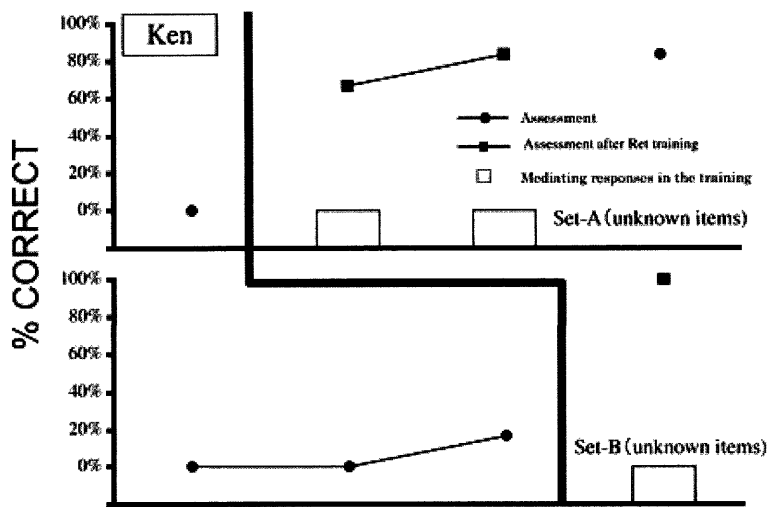 % CORRECT
Ken
100%
80%
60%
40%
20%
0%
Assessment
Assessment after Ret training
Mediating responses in the training
Set-A (unknown items)
100%
80%
60%
40%
20%
0%
Set-B (unknown items)